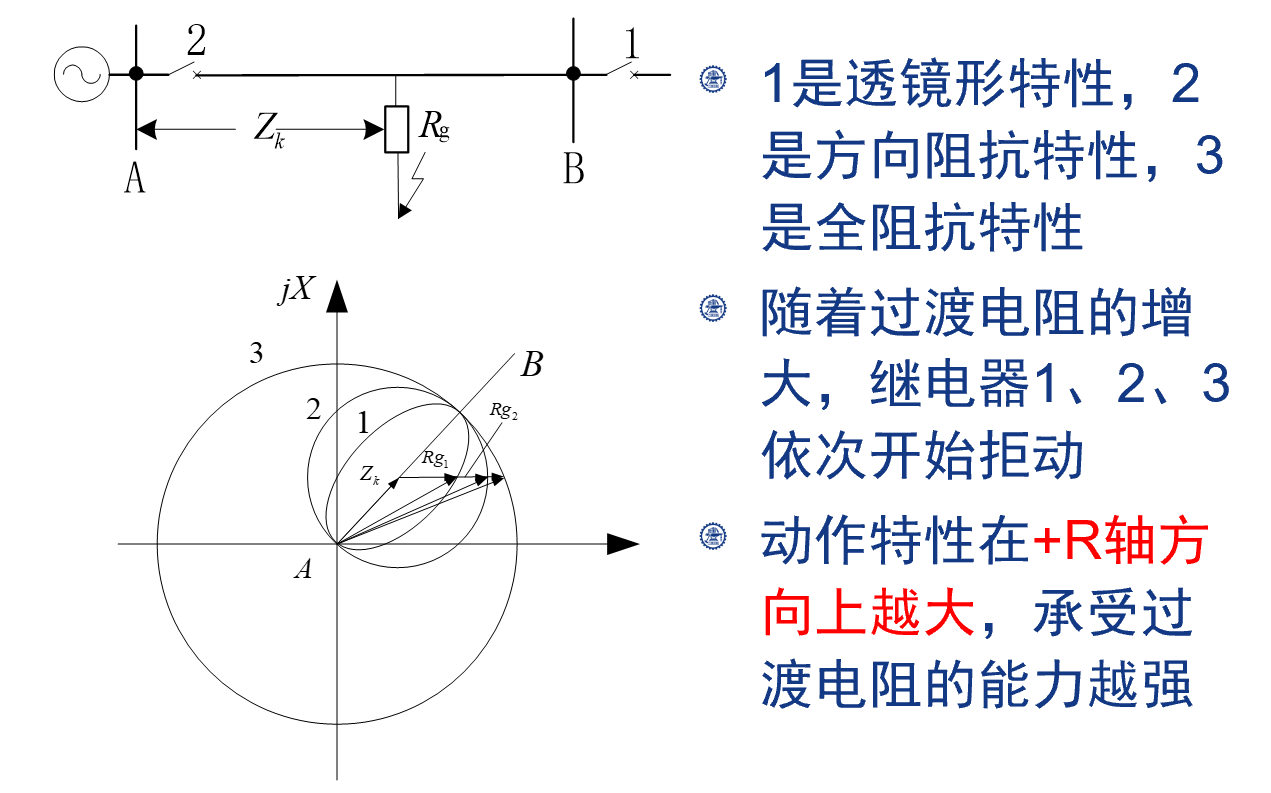 2
1
Z_k
R_g
A
B
jX
3
B
2
1
Rg_2
Rg_1
Z_k
A
1是透镜形特性，2
是方向阻抗特性，3
是全阻抗特性
随着过渡电阻的增
大，继电器1、2、3
依次开始拒动
动作特性在+R轴方
向上越大，承受过
渡电阻的能力越强